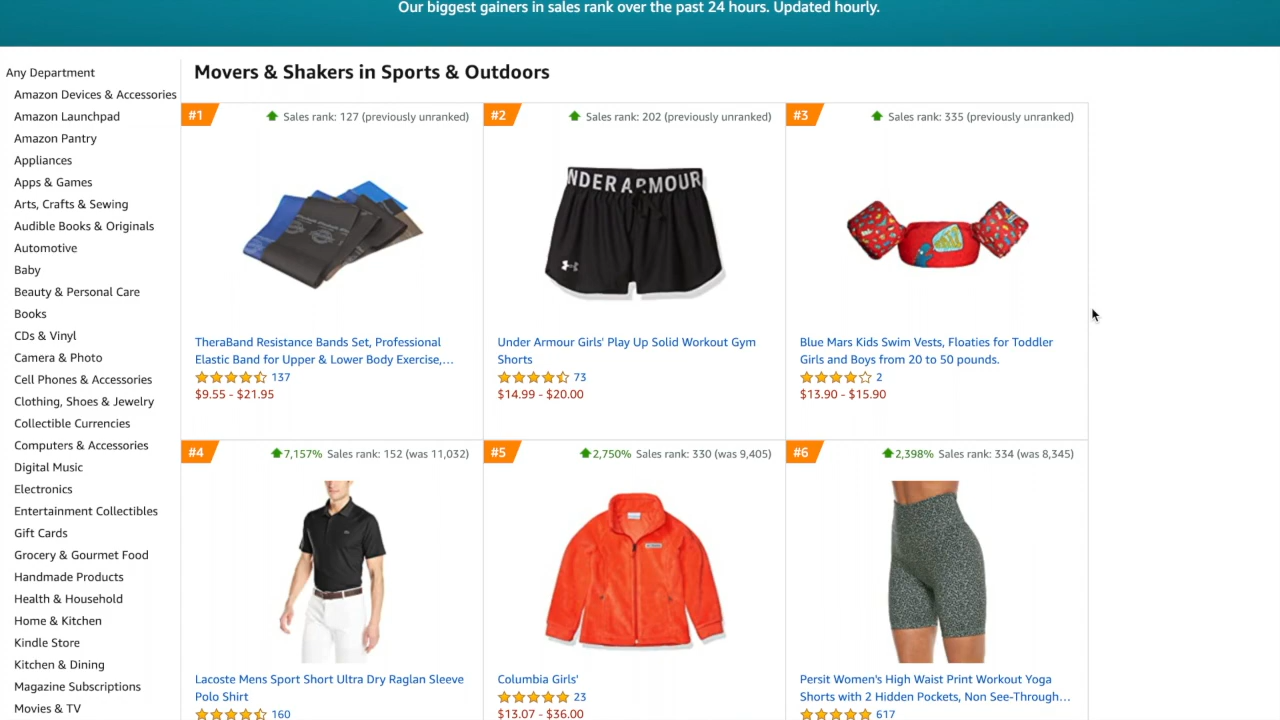 Our biggest gainers in sales rank over the past 24 hours. Updated hourly.
Any Department
Amazon Devices & Accessories
Amazon Launchpad
Amazon Pantry
Appliances
Apps & Games
Arts, Crafts & Sewing
Audible Books & Originals
Automotive
Baby
Beauty & Personal Care
Books
CDs & Vinyl
Camera & Photo
Cell Phones & Accessories
Clothing, Shoes & Jewelry
Collectible Currencies
Computers & Accessories
Digital Music
Electronics
Entertainment Collectibles
Gift Cards
Grocery & Gourmet Food
Handmade Products
Health & Household
Home & Kitchen
Kindle Store
Kitchen & Dining
Magazine Subscriptions
Movies & TV
Movers & Shakers in Sports & Outdoors
#1
Sales rank: 127 (previously unranked)
TheraBand Resistance Bands Set, Professional
Elastic Band for Upper & Lower Body Exercise,...
137
$9.55 - $21.95
#2
Sales rank: 202 (previously unranked)
NDER ARMOUR
Under Armour Girls' Play Up Solid Workout Gym
Shorts
73
$14.99 - $20.00
#3
Sales rank: 335 (previously unranked)
Blue Mars Kids Swim Vests, Floaties for Toddler
Girls and Boys from 20 to 50 pounds.
2
$13.90 - $15.90
#4
7,157% Sales rank: 152 (was 11,032)
Lacoste Mens Sport Short Ultra Dry Raglan Sleeve
Polo Shirt
160
#5
2,750% Sales rank: 330 (was 9,405)
Columbia Girls'
23
$13.07 - $36.00
#6
2,398% Sales rank: 334 (was 8,345)
Persit Women's High Waist Print Workout Yoga
Shorts with 2 Hidden Pockets, Non See-Through...
617